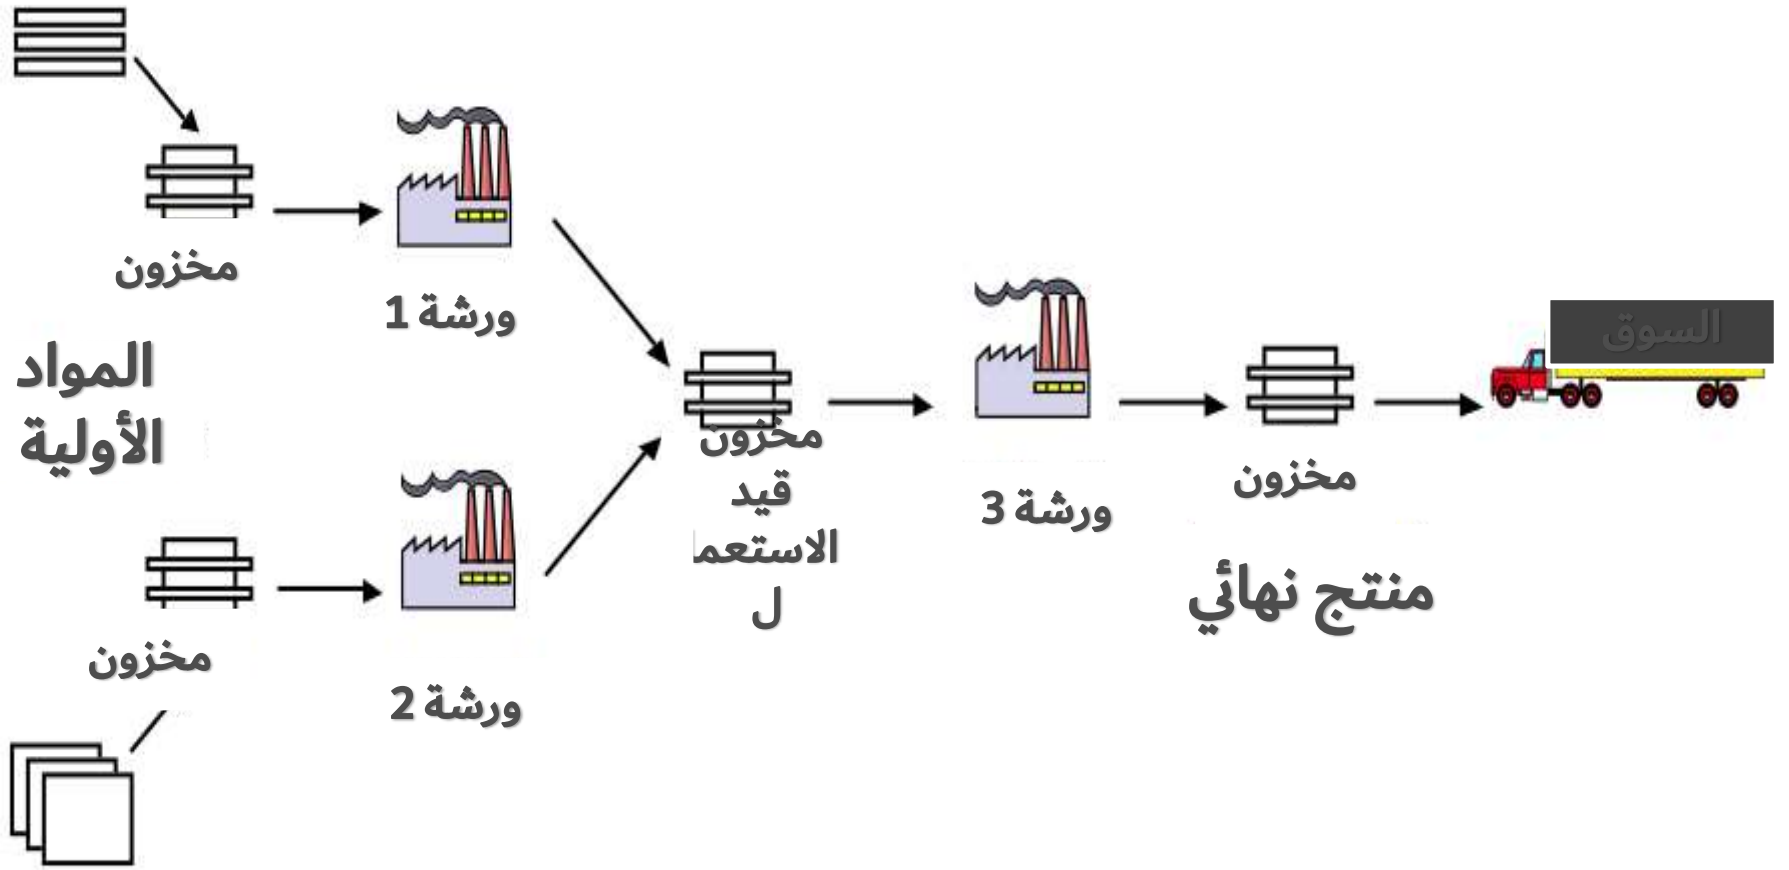 مخزون
ورشة 1
المواد
الأولية
مخزون
ورشة 2
مخزون
قيد
الاستعما
ل
ورشة 3
مخزون
منتج نهائي
السوق